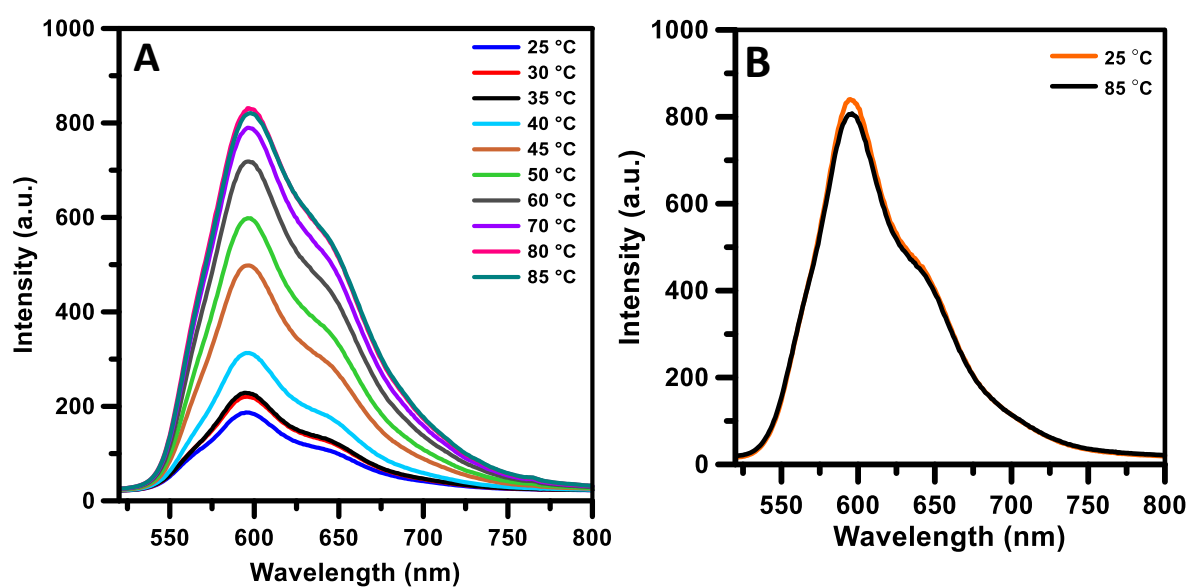 A
1000
800
600
400
200
0
550 600 650 700 750 800
Intensity (a.u.)
Wavelength (nm)
25 °C
30 °C
35 °C
40 °C
45 °C
50 °C
60 °C
70 °C
80 °C
85 °C
B
1000
800
600
400
200
0
550 600 650 700 750 800
Intensity (a.u.)
Wavelength (nm)
25 °C
85 °C